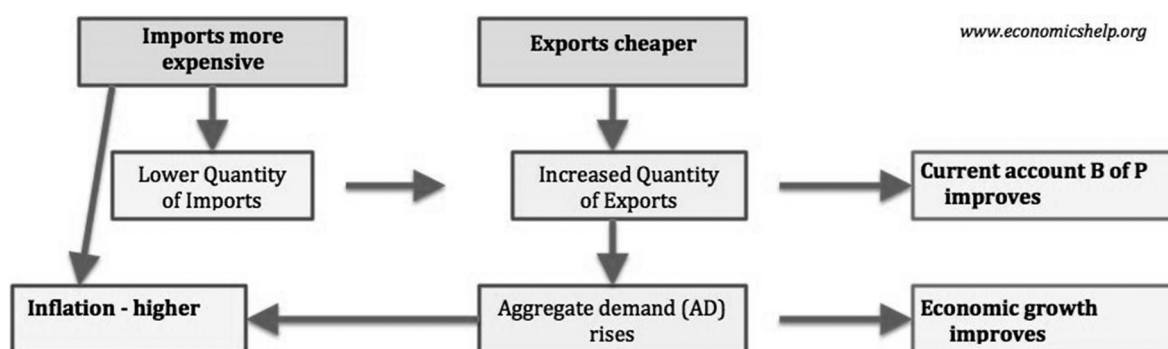 Imports more
expensive
Exports cheaper
www.economicshelp.org
Lower Quantity
of Imports
Increased Quantity
of Exports
Current account B of P
improves
Inflation - higher
Aggregate demand (AD)
rises
Economic growth
improves